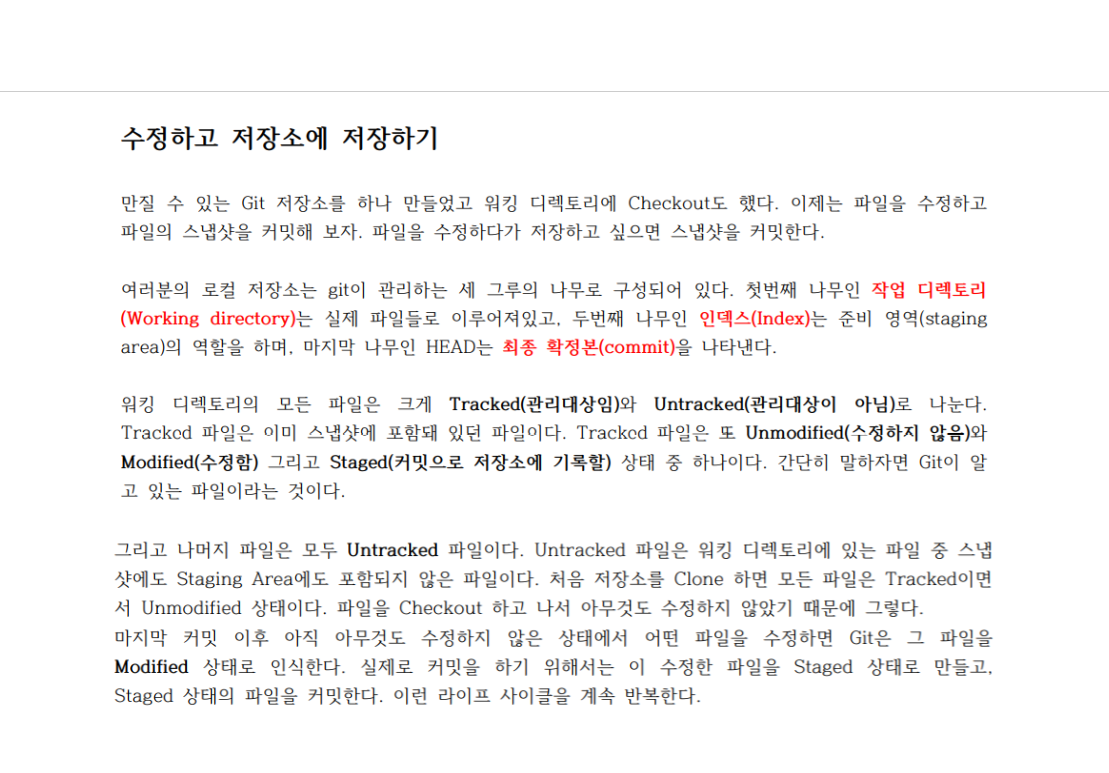 수정하고 저장소에 저장하기
만질 수 있는 Git 저장소를 하나 만들었고 워킹 디렉토리에 Checkout도 했다. 이제는 파일을 수정하고
파일의 스냅샷을 커밋해 보자. 파일을 수정하다가 저장하고 싶으면 스냅샷을 커밋한다.
여러분의 로컬 저장소는 git이 관리하는 세 그루의 나무로 구성되어 있다. 첫번째 나무인 작업 디렉토리
(Working directory)는 실제 파일들로 이루어져있고, 두번째 나무인 인덱스(Index)는 준비 영역(staging
area)의 역할을 하며, 마지막 나무인 HEAD는 최종 확정본(commit)을 나타낸다.
워킹 디렉토리의 모든 파일은 크게 Tracked(관리대상임)와 Untracked(관리대상이 아님)로 나눈다.
Tracked 파일은 이미 스냅샷에 포함돼 있던 파일이다. Tracked 파일은 또 Unmodified(수정하지 않음)와
Modified(수정함) 그리고 Staged(커밋으로 저장소에 기록할) 상태 중 하나이다. 간단히 말하자면 Git이 알
고 있는 파일이라는 것이다.
그리고 나머지 파일은 모두 Untracked 파일이다. Untracked 파일은 워킹 디렉토리에 있는 파일 중 스냅
샷에도 Staging Area에도 포함되지 않은 파일이다. 처음 저장소를 Clone 하면 모든 파일은 Tracked이면
서 Unmodified 상태이다. 파일을 Checkout 하고 나서 아무것도 수정하지 않았기 때문에 그렇다.
마지막 커밋 이후 아직 아무것도 수정하지 않은 상태에서 어떤 파일을 수정하면 Git은 그 파일을
Modified 상태로 인식한다. 실제로 커밋을 하기 위해서는 이 수정한 파일을 Staged 상태로 만들고,
Staged 상태의 파일을 커밋한다. 이런 라이프 사이클을 계속 반복한다.